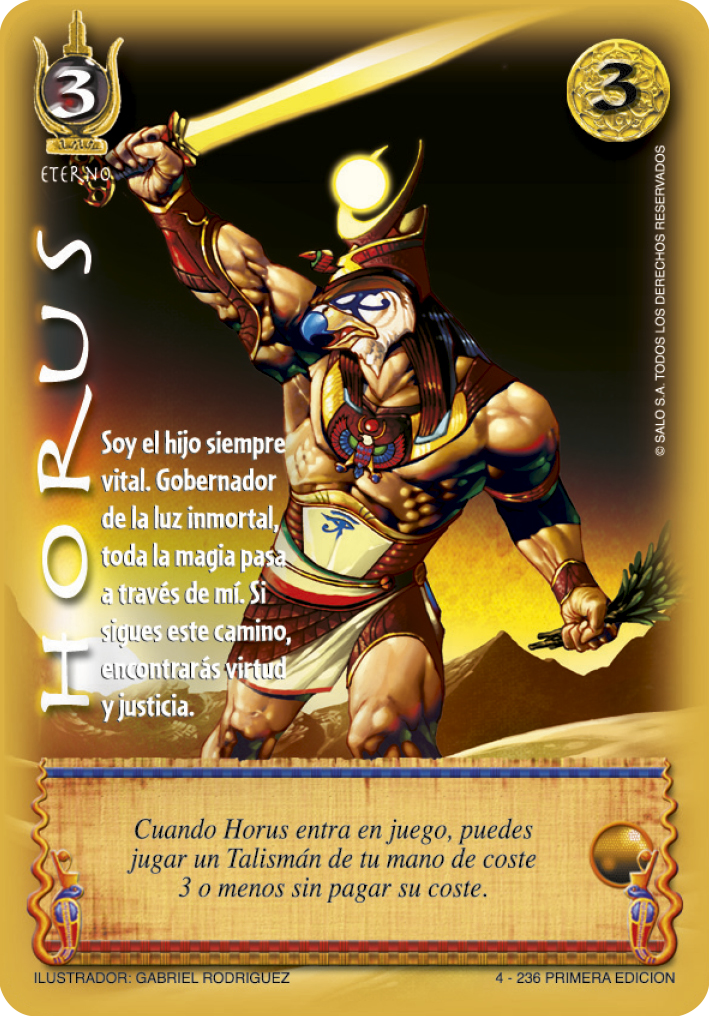 3
3
ETERNO
HORUS
© SALO S.A. TODOS LOS DERECHOS RESERVADOS
Soy el hijo siempre
vital. Gobernador
de la luz inmortal,
toda la magia pasa
a través de mí. Si
sigues este camino,
encontrarás virtud
y justicia.
Cuando Horus entra en juego, puedes
jugar un Talismán de tu mano de coste
3 o menos sin pagar su coste.
ILUSTRADOR: GABRIEL RODRIGUEZ
4 - 236 PRIMERA EDICION